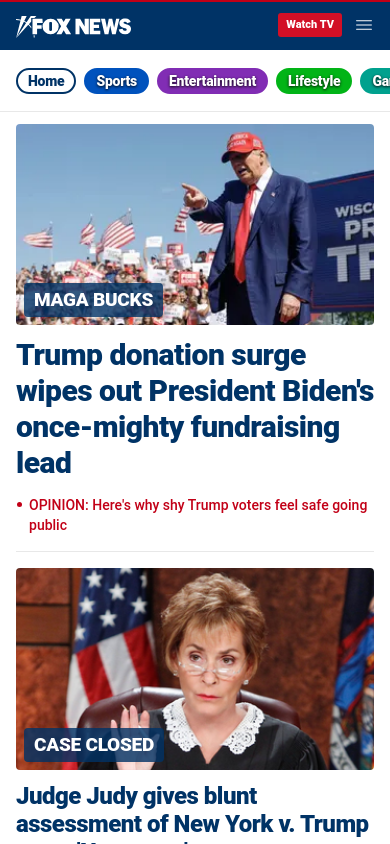 FOX NEWS
Watch TV
Home
Sports
Entertainment
Lifestyle
WISCO
PR
TR
MAGA BUCKS
Trump donation surge
wipes out President Biden's
once-mighty fundraising
lead
• OPINION: Here's why shy Trump voters feel safe going
public
CASE CLOSED
Judge Judy gives blunt
assessment of New York v. Trump